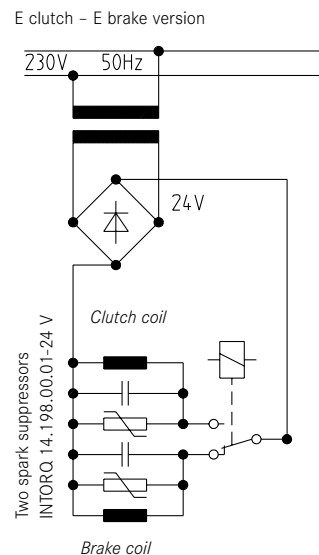 E clutch – E brake version
230V 50Hz
24V
Clutch coil
Two spark suppressors
INTORQ 14.198.00.01-24 V
Brake coil